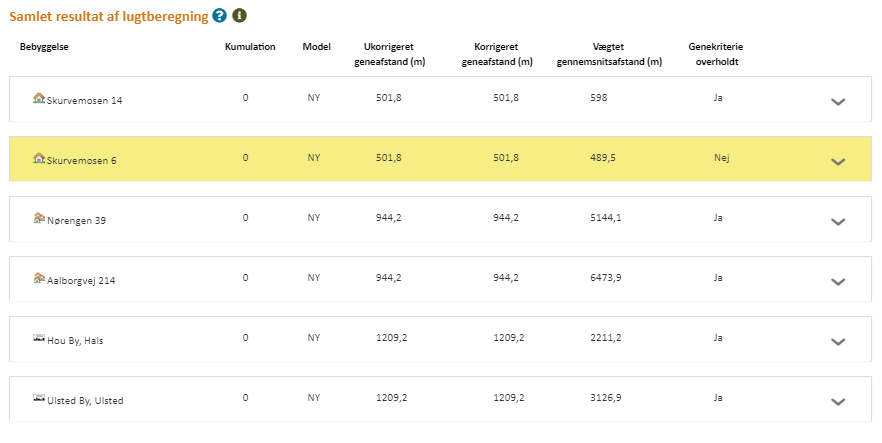 Samlet resultat af lugtberegning ? i
Bebyggelse Kumulation Model Ukorrigeret geneafstand (m) Korrigeret geneafstand (m) Vægtet gennemsnitsafstand (m) Genekriterie overholdt
Skurvemosen 14 0 NY 501,8 501,8 598 Ja
Skurvemosen 6 0 NY 501,8 501,8 489,5 Nej
Nørengen 39 0 NY 944,2 944,2 5144,1 Ja
Aalborgvej 214 0 NY 944,2 944,2 6473,9 Ja
Hou By, Hals 0 NY 1209,2 1209,2 2211,2 Ja
Ulsted By, Ulsted 0 NY 1209,2 1209,2 3126,9 Ja